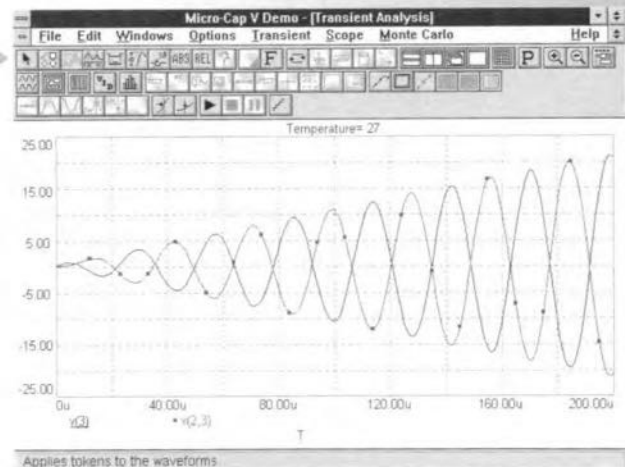 Micro-Cap V Demo - [Transient Analysis]
File Edit Windows Options Transient Scope Monte Carlo Help
ABS REL ? F P
Temperature= 27
25.00
15.00
5.00
-5.00
-15.00
-25.00
0u 40.00u 80.00u 120.00u 160.00u 200.00u
v(3) v(2,3)
T
Applies tokens to the waveforms